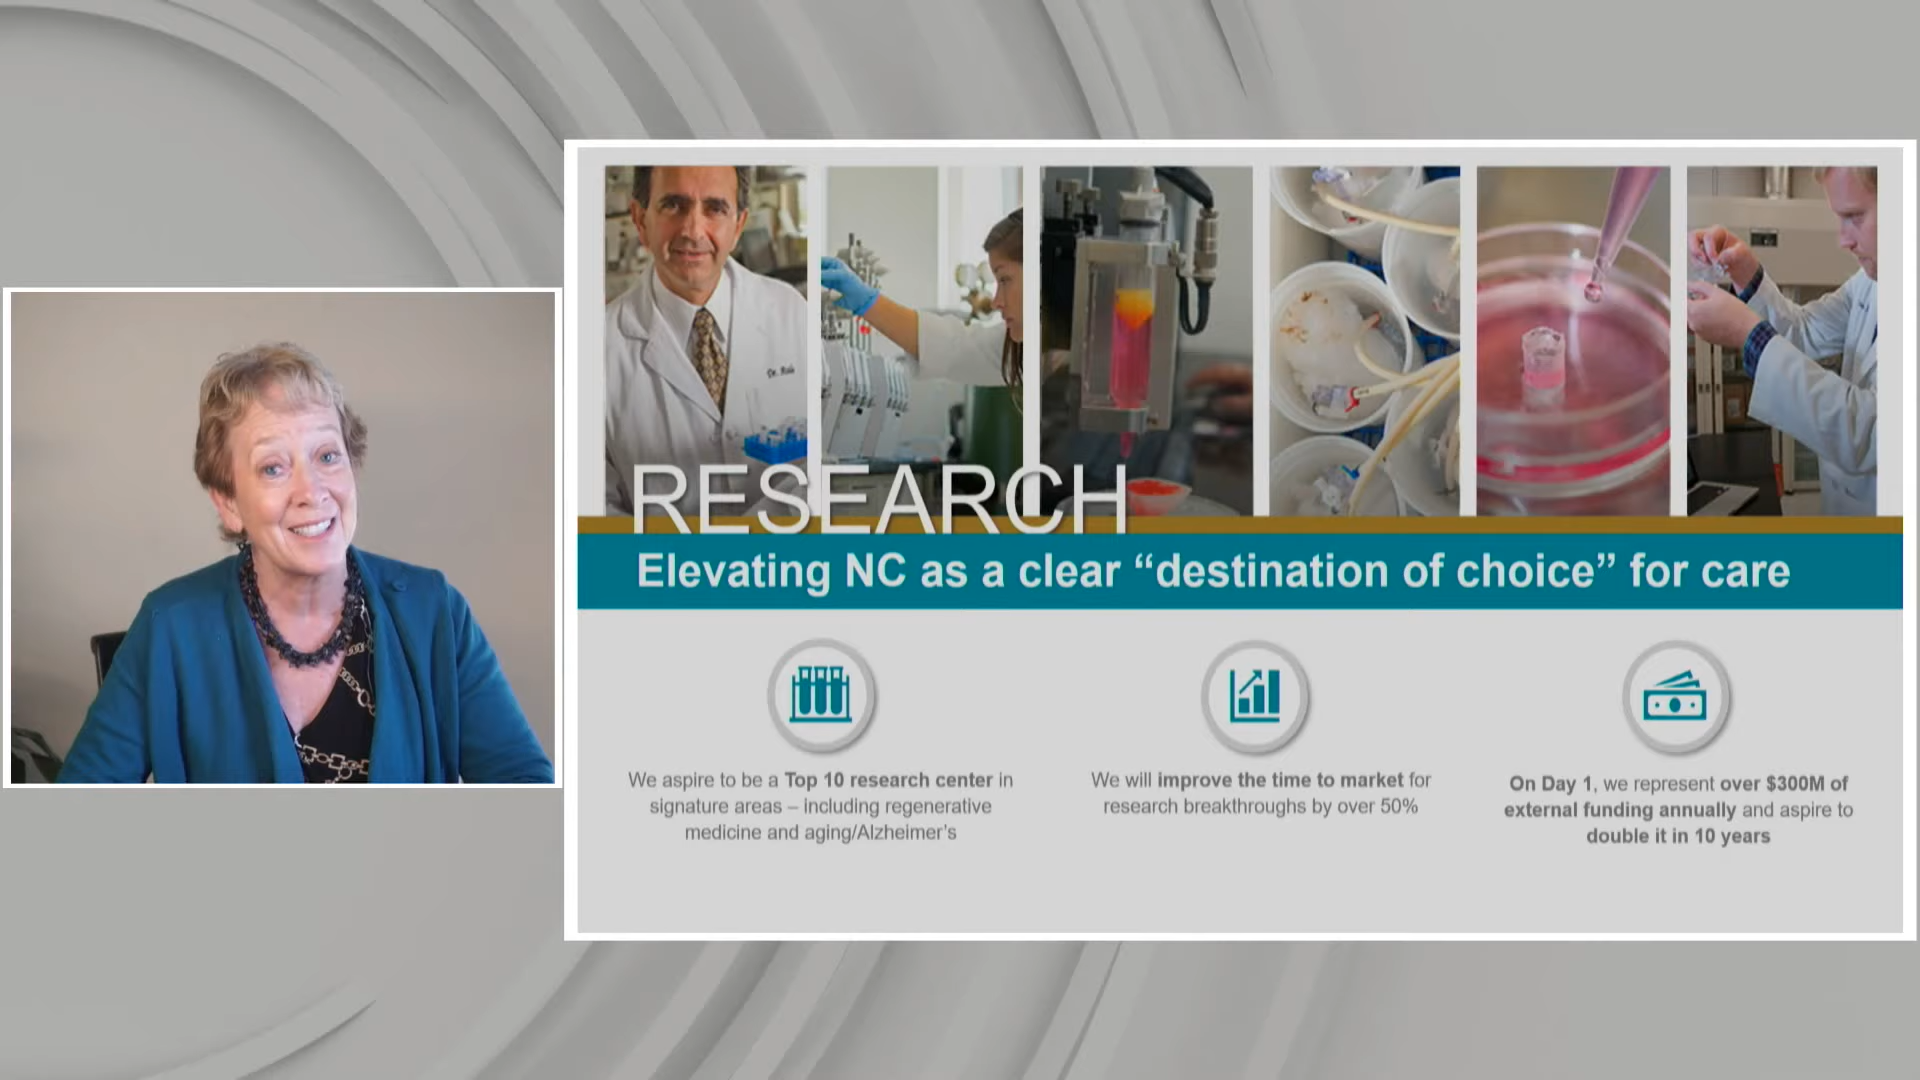 RESEARCH
Elevating NC as a clear “destination of choice” for care
We aspire to be a Top 10 research center in
signature areas – including regenerative
medicine and aging/Alzheimer’s
We will improve the time to market for
research breakthroughs by over 50%
On Day 1, we represent over $300M of
external funding annually and aspire to
double it in 10 years